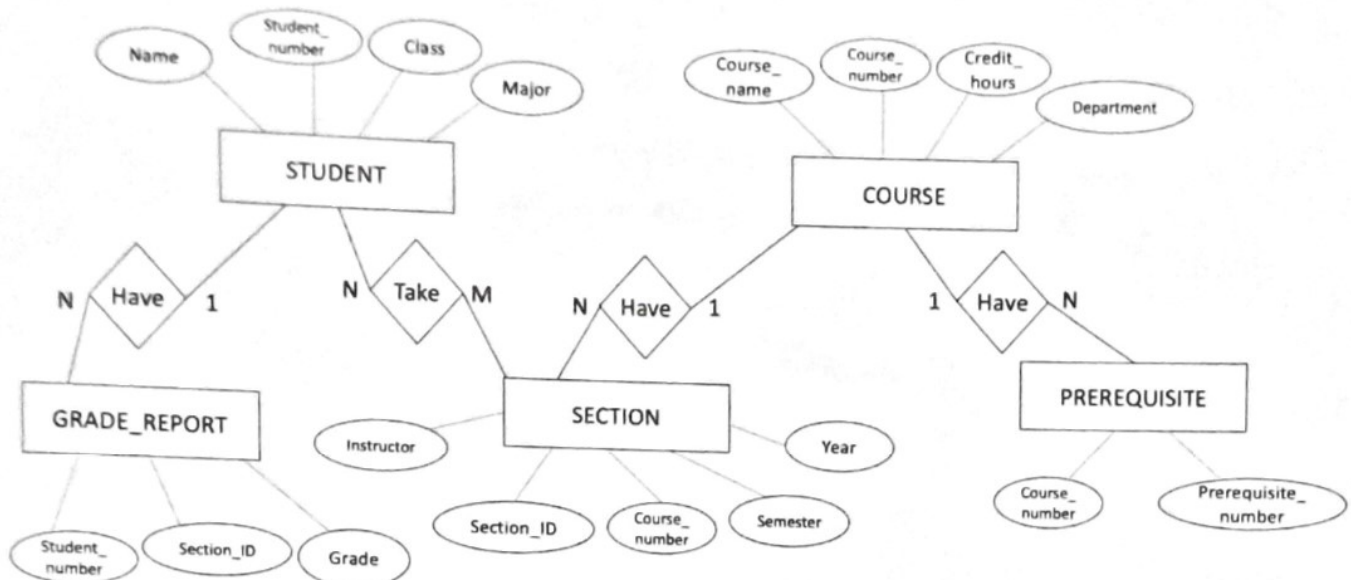 Name
Student_
number
Class
Major
Course_
name
Course_
number
Credit_
hours
Department
STUDENT
COURSE
N
Have
1
N
Take
M
N
Have
1
1
Have
N
GRADE_REPORT
SECTION
PREREQUISITE
Instructor
Year
Student_
number
Section_ID
Grade
Section_ID
Course_
number
Semester
Course_
number
Prerequisite_
number